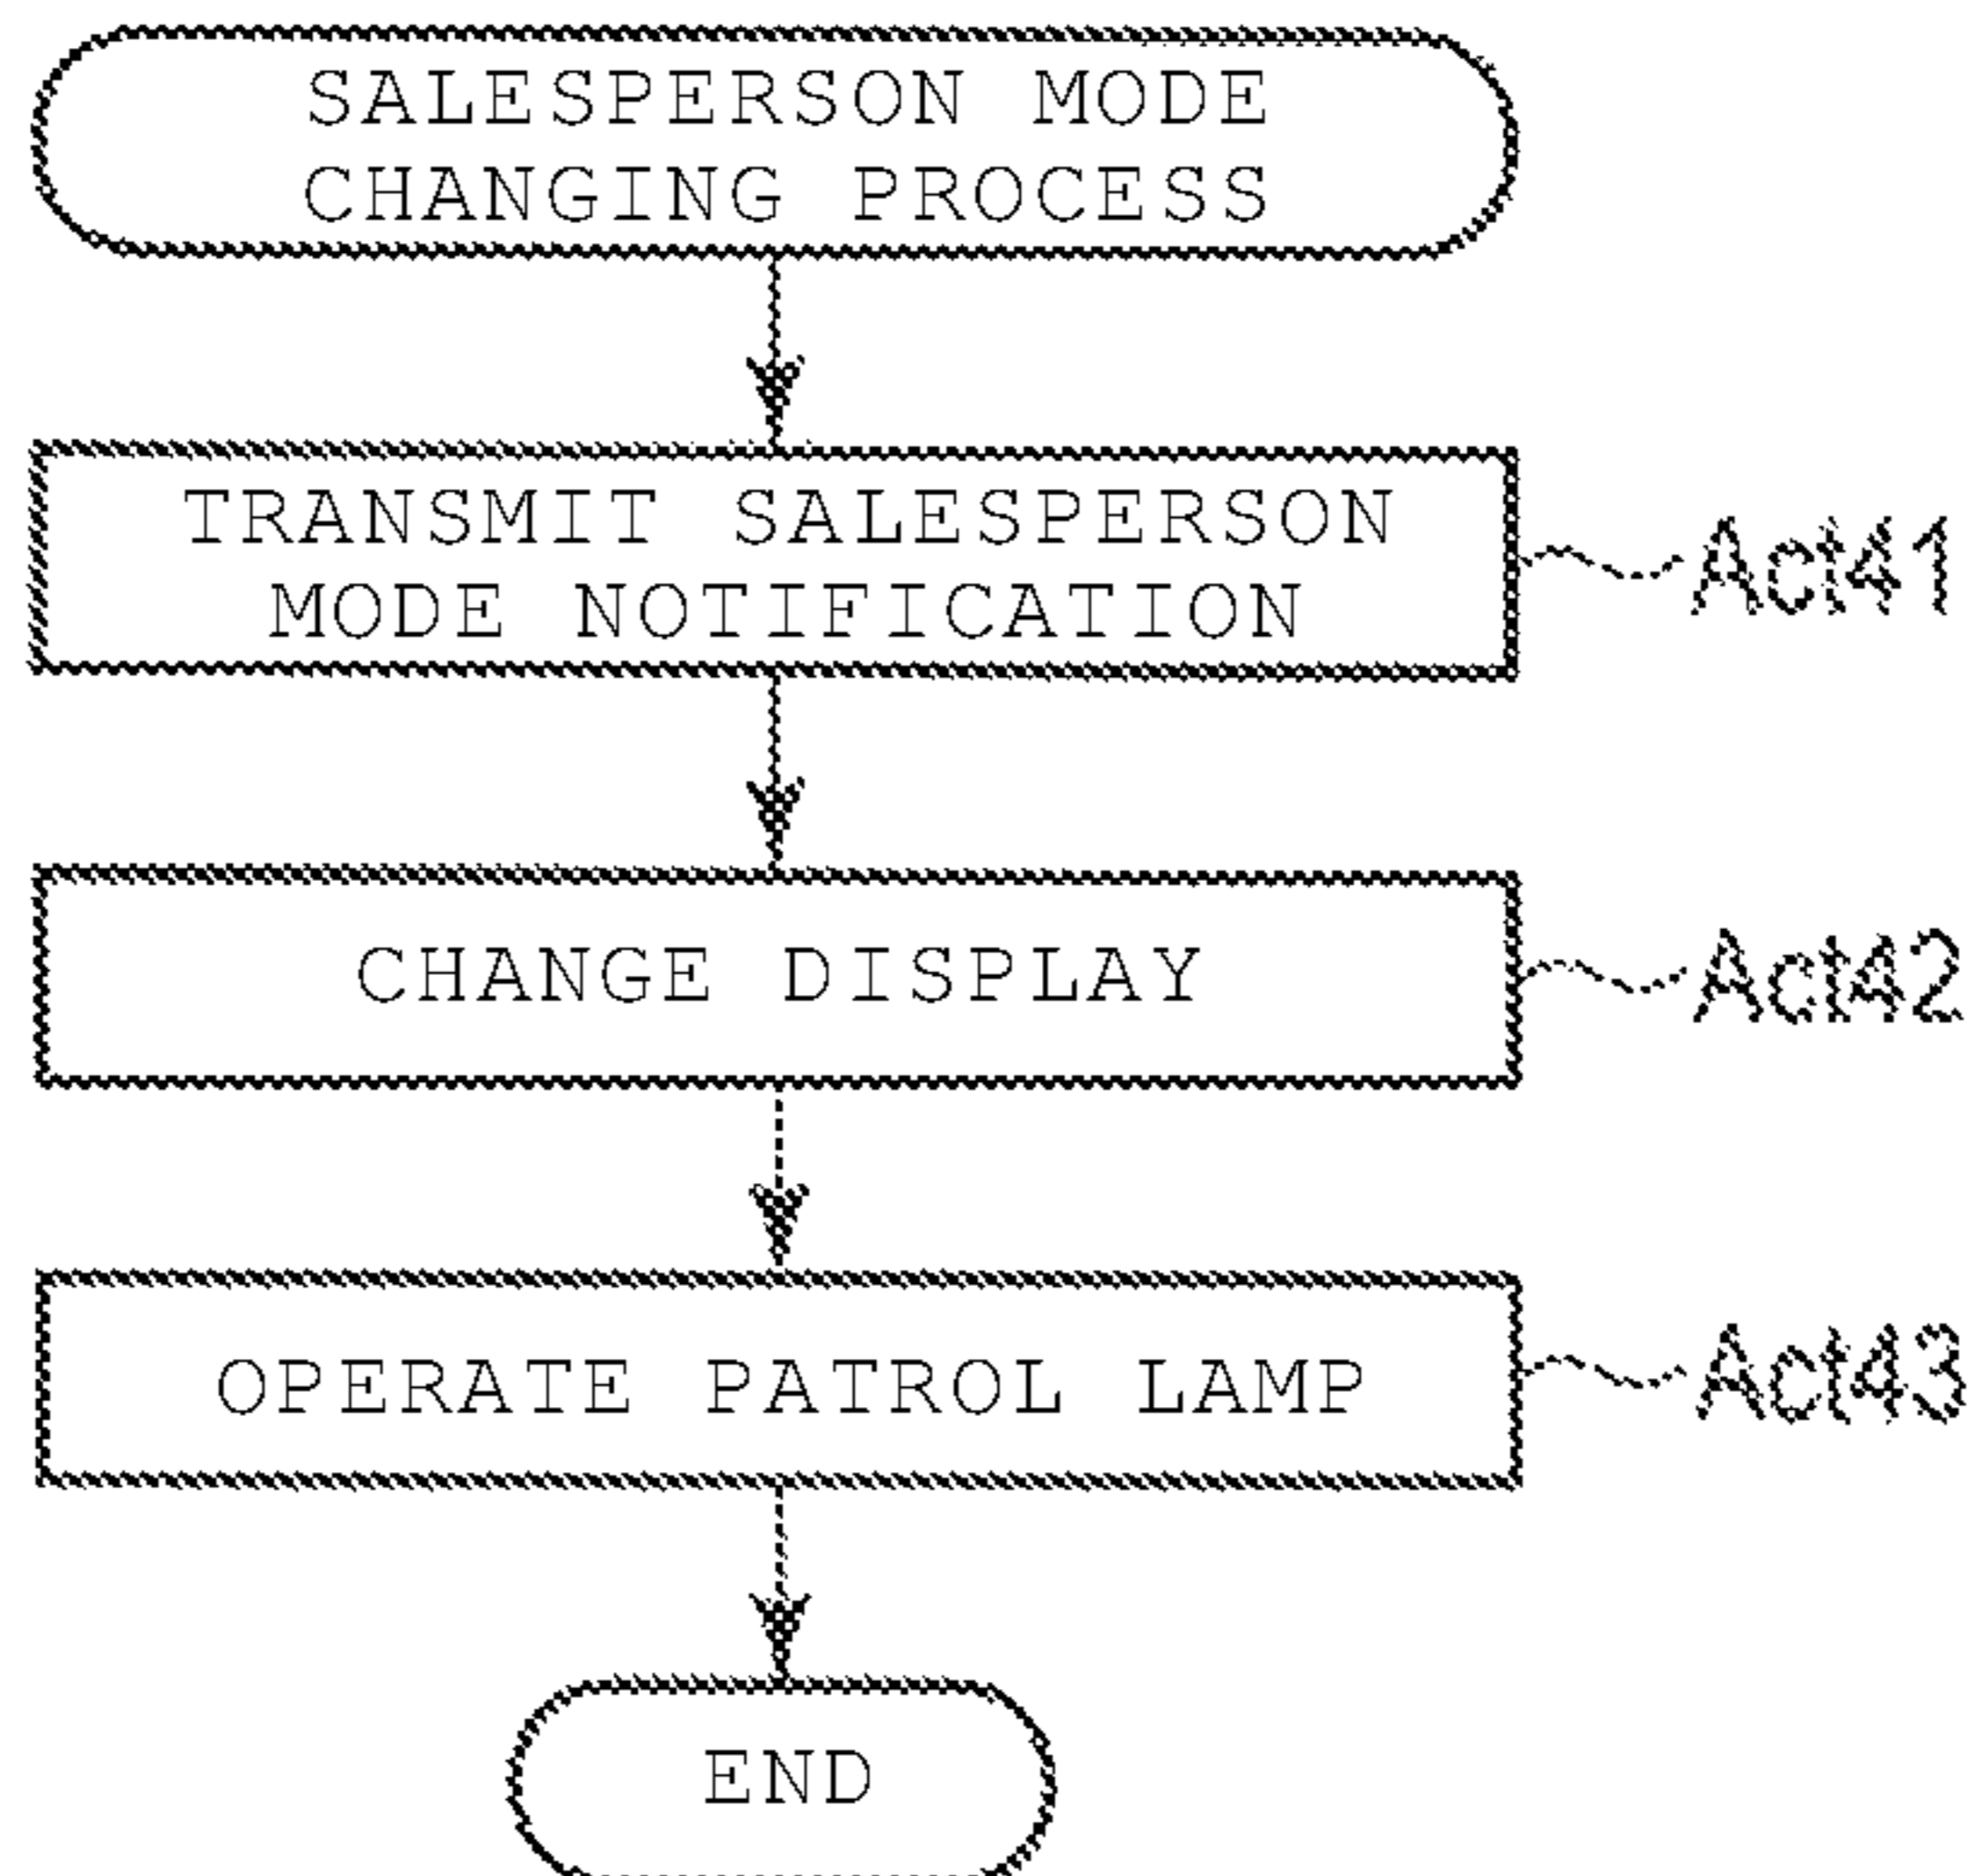 SALESPERSON MODE
CHANGING PROCESS
TRANSMIT SALESPERSON
MODE NOTIFICATION
Act41
CHANGE DISPLAY
Act42
OPERATE PATROL LAMP
Act43
END